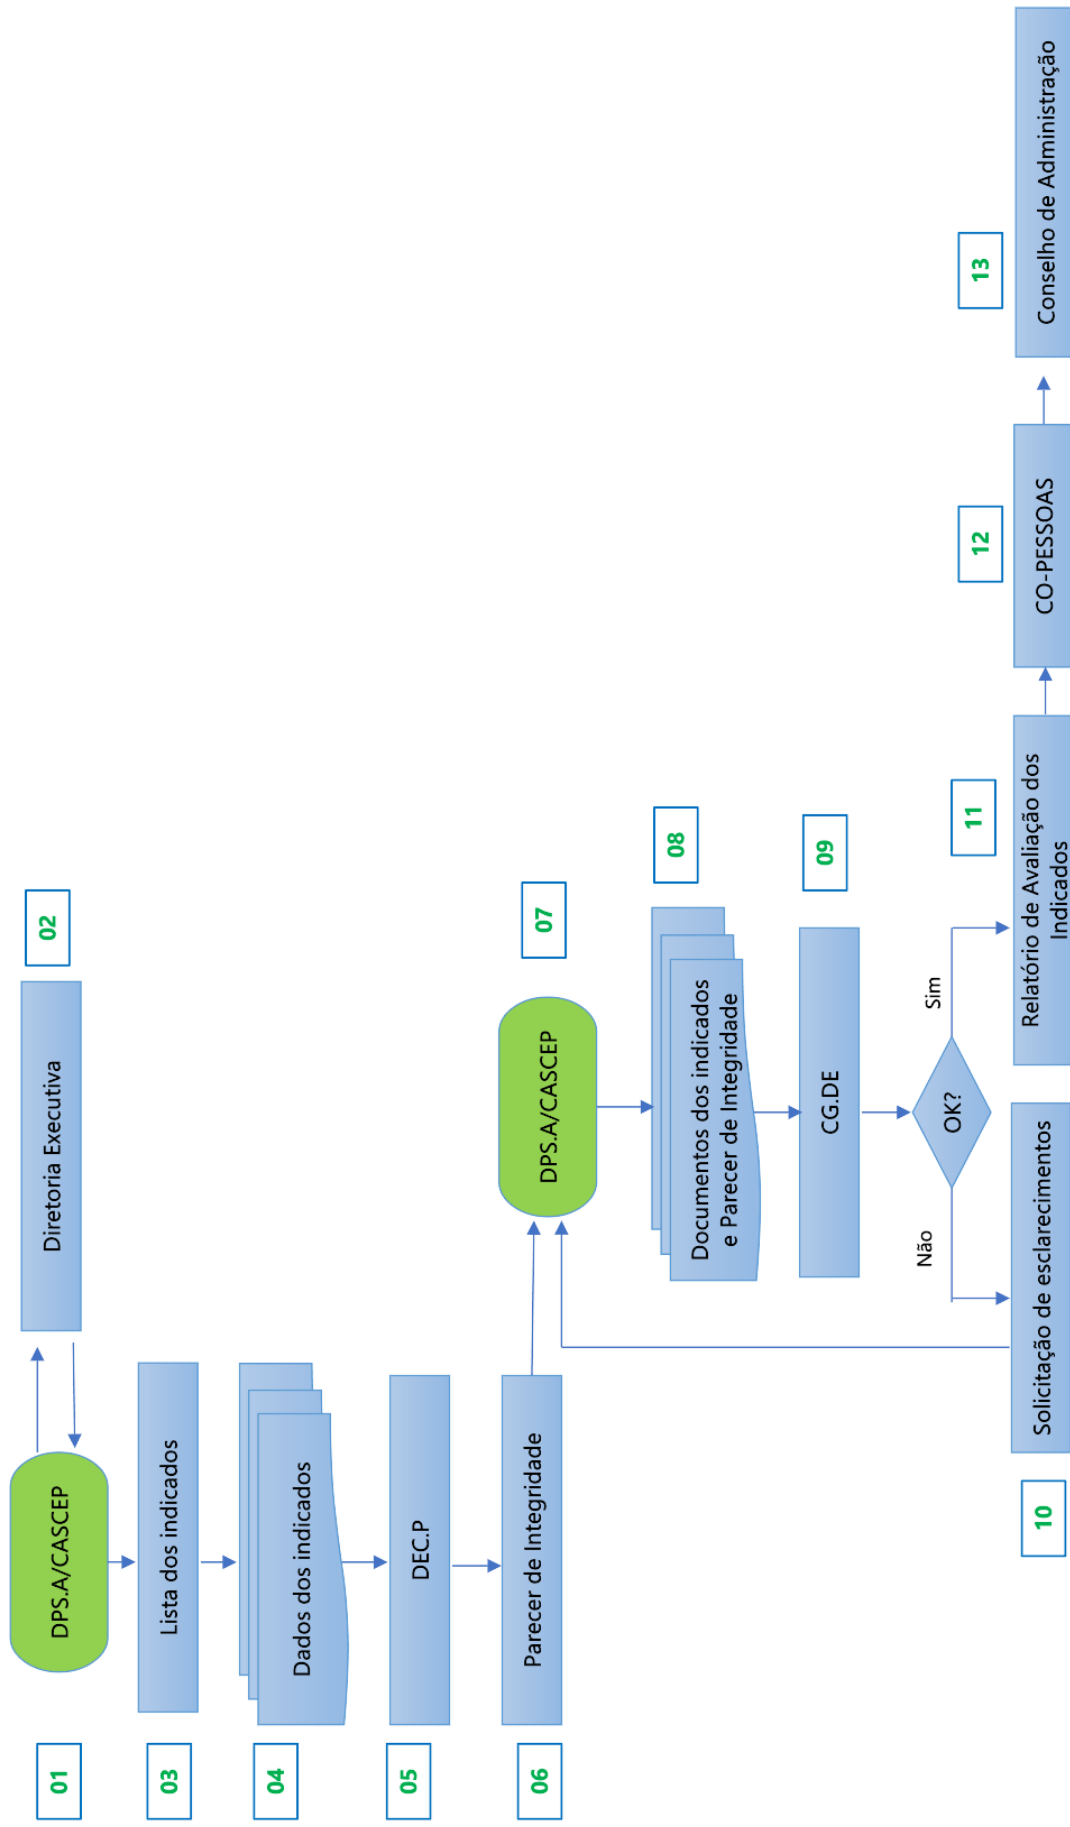 01
DPS.A/CASCEP
Diretoria Executiva
02
03
Lista dos indicados
04
Dados dos indicados
05
DEC.P
06
Parecer de Integridade
DPS.A/CASCEP
07
Documentos dos indicados
e Parecer de Integridade
08
CG.DE
09
Não
OK?
Sim
10
Solicitação de esclarecimentos
Relatório de Avaliação dos
Indicados
11
CO-PESSOAS
12
Conselho de Administração
13